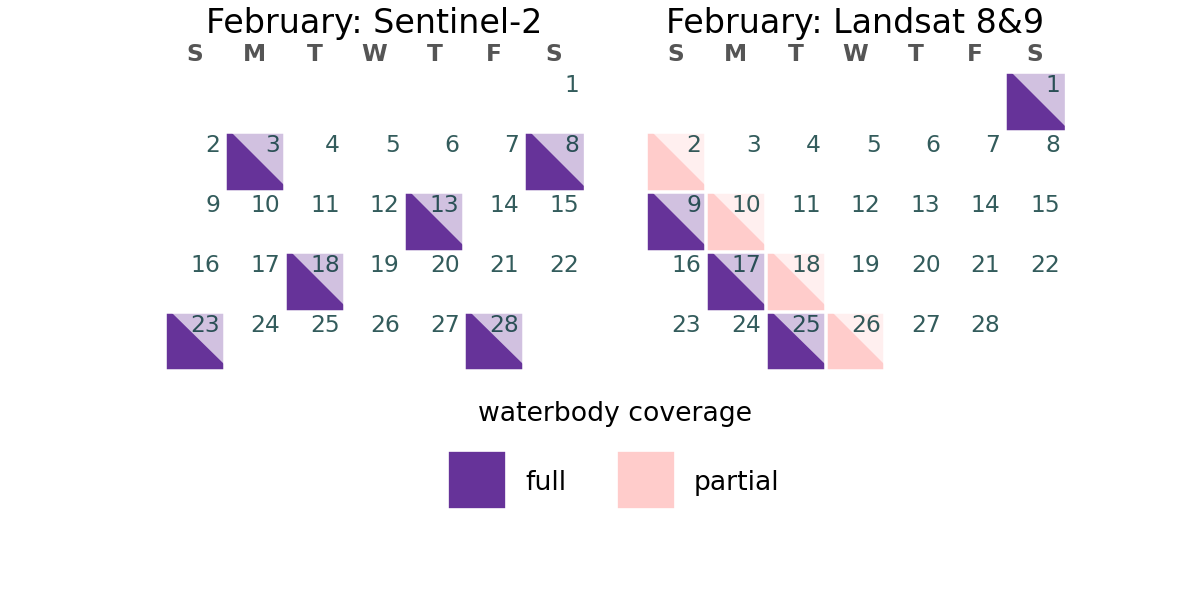 February: Sentinel-2
S M T W T F S
1
2 3 4 5 6 7 8
9 10 11 12 13 14 15
16 17 18 19 20 21 22
23 24 25 26 27 28
February: Landsat 8&9
S M T W T F S
1
2 3 4 5 6 7 8
9 10 11 12 13 14 15
16 17 18 19 20 21 22
23 24 25 26 27 28
waterbody coverage
full partial